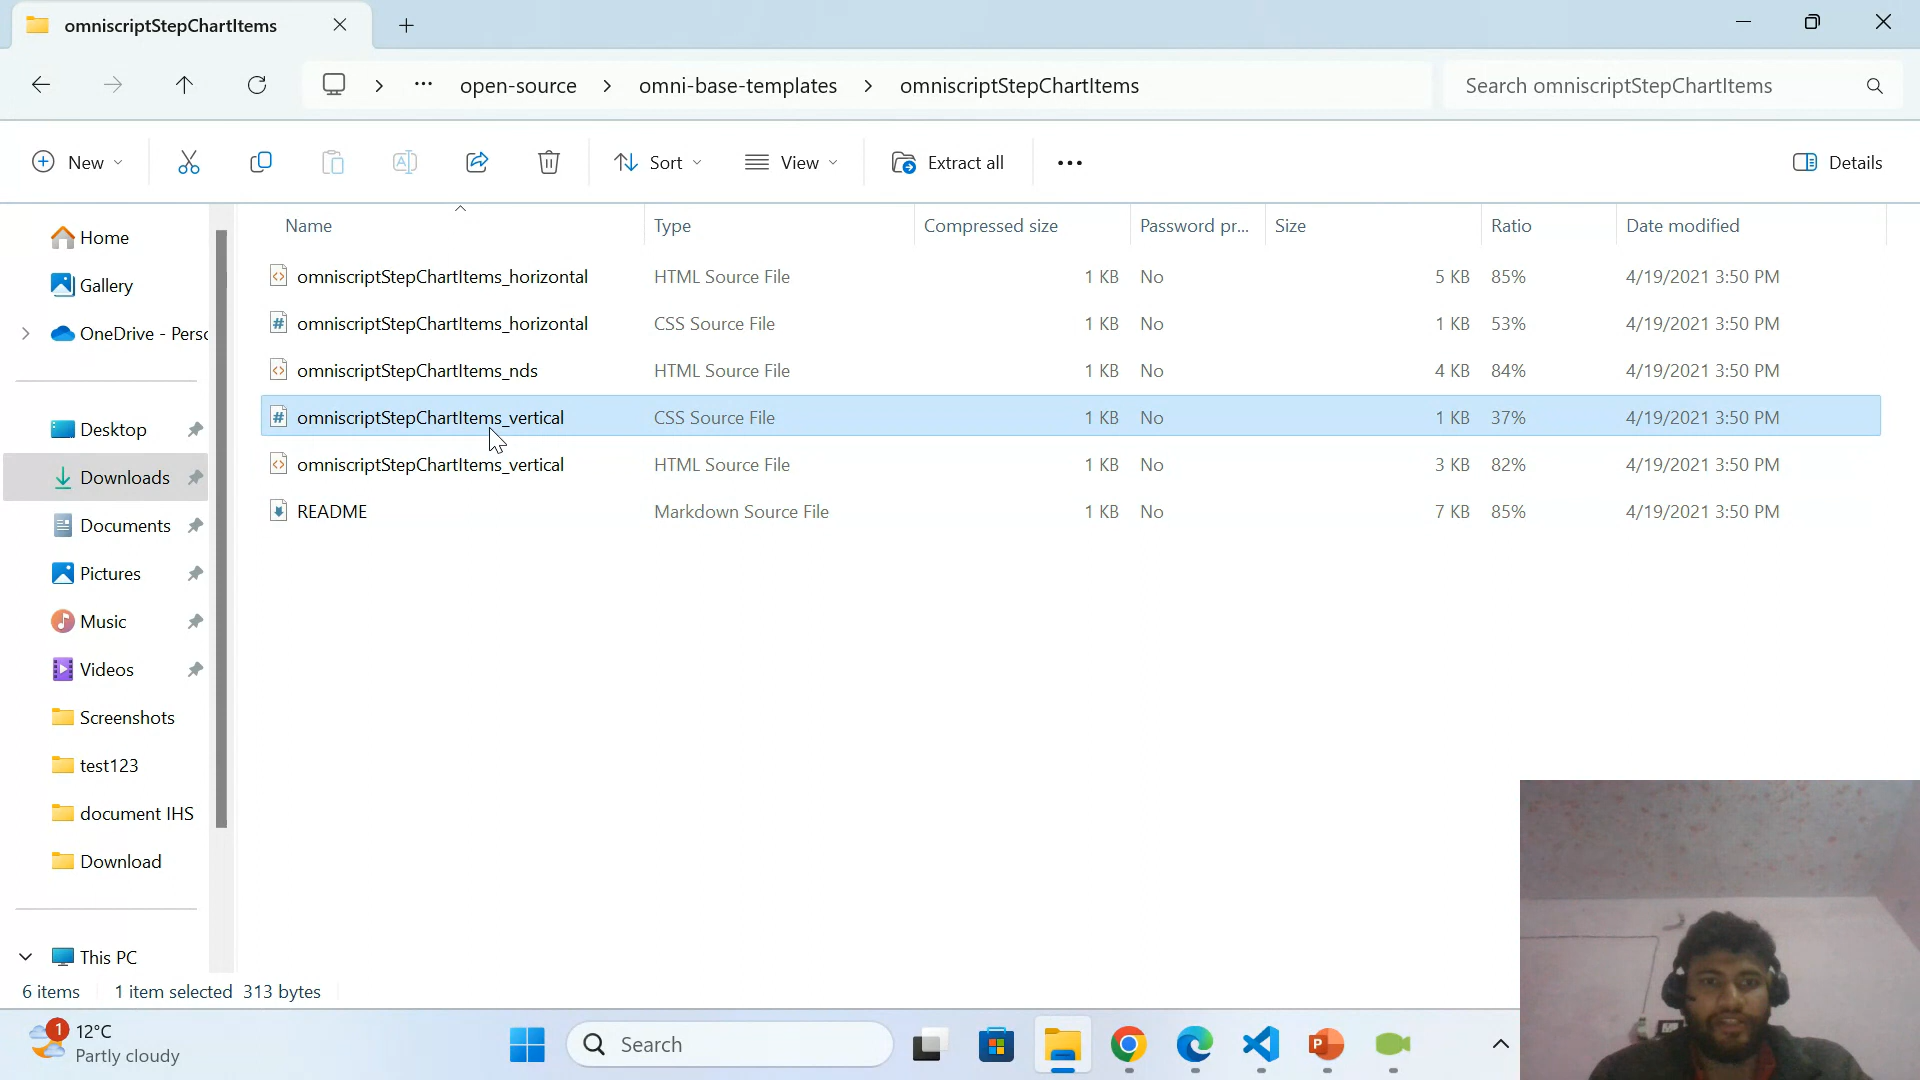 omniscriptStepChartItems
open-source > omni-base-templates > omniscriptStepChartItems
Search omniscriptStepChartItems
New
Sort
View
Extract all
Details
Name Type Compressed size Password pr... Size Ratio Date modified
omniscriptStepChartItems_horizontal HTML Source File 1 KB No 5 KB 85% 4/19/2021 3:50 PM
omniscriptStepChartItems_horizontal CSS Source File 1 KB No 1 KB 53% 4/19/2021 3:50 PM
omniscriptStepChartItems_nds HTML Source File 1 KB No 4 KB 84% 4/19/2021 3:50 PM
omniscriptStepChartItems_vertical CSS Source File 1 KB No 1 KB 37% 4/19/2021 3:50 PM
omniscriptStepChartItems_vertical HTML Source File 1 KB No 3 KB 82% 4/19/2021 3:50 PM
README Markdown Source File 1 KB No 7 KB 85% 4/19/2021 3:50 PM
Home
Gallery
OneDrive - Perso
Desktop
Downloads
Documents
Pictures
Music
Videos
Screenshots
test123
document IHS
Download
This PC
6 items 1 item selected 313 bytes
1
12°C
Partly cloudy
Search